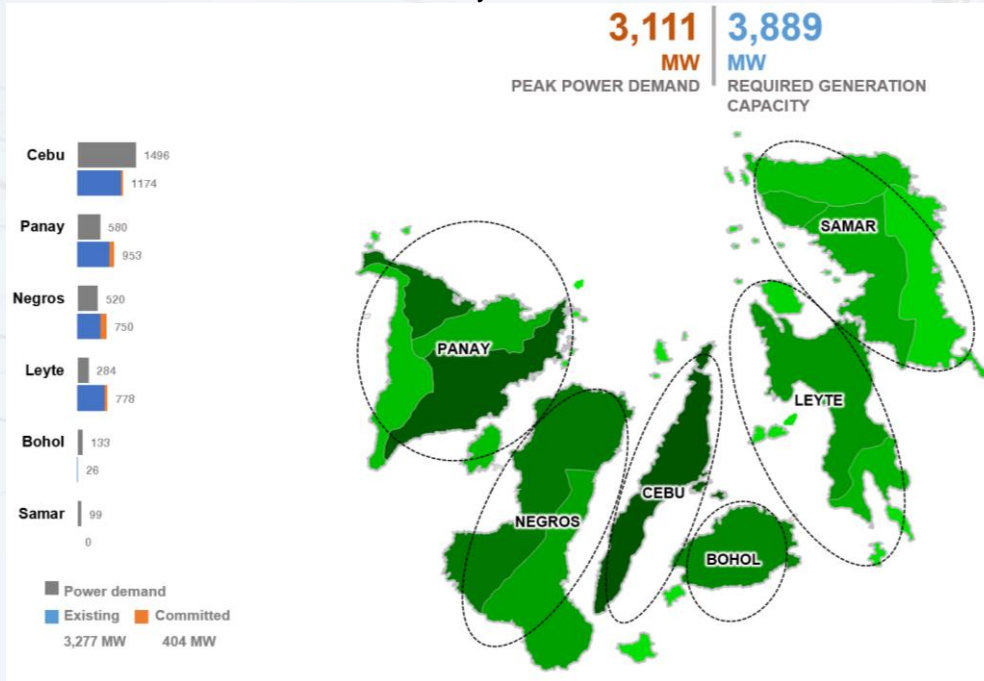 3,111
MW
PEAK POWER DEMAND
3,889
MW
REQUIRED GENERATION
CAPACITY
Cebu
1496
1174
Panay
580
953
Negros
520
750
Leyte
284
778
Bohol
133
26
Samar
99
0
Power demand
Existing
Committed
3,277 MW
404 MW
SAMAR
PANAY
LEYTE
CEBU
NEGROS
BOHOL